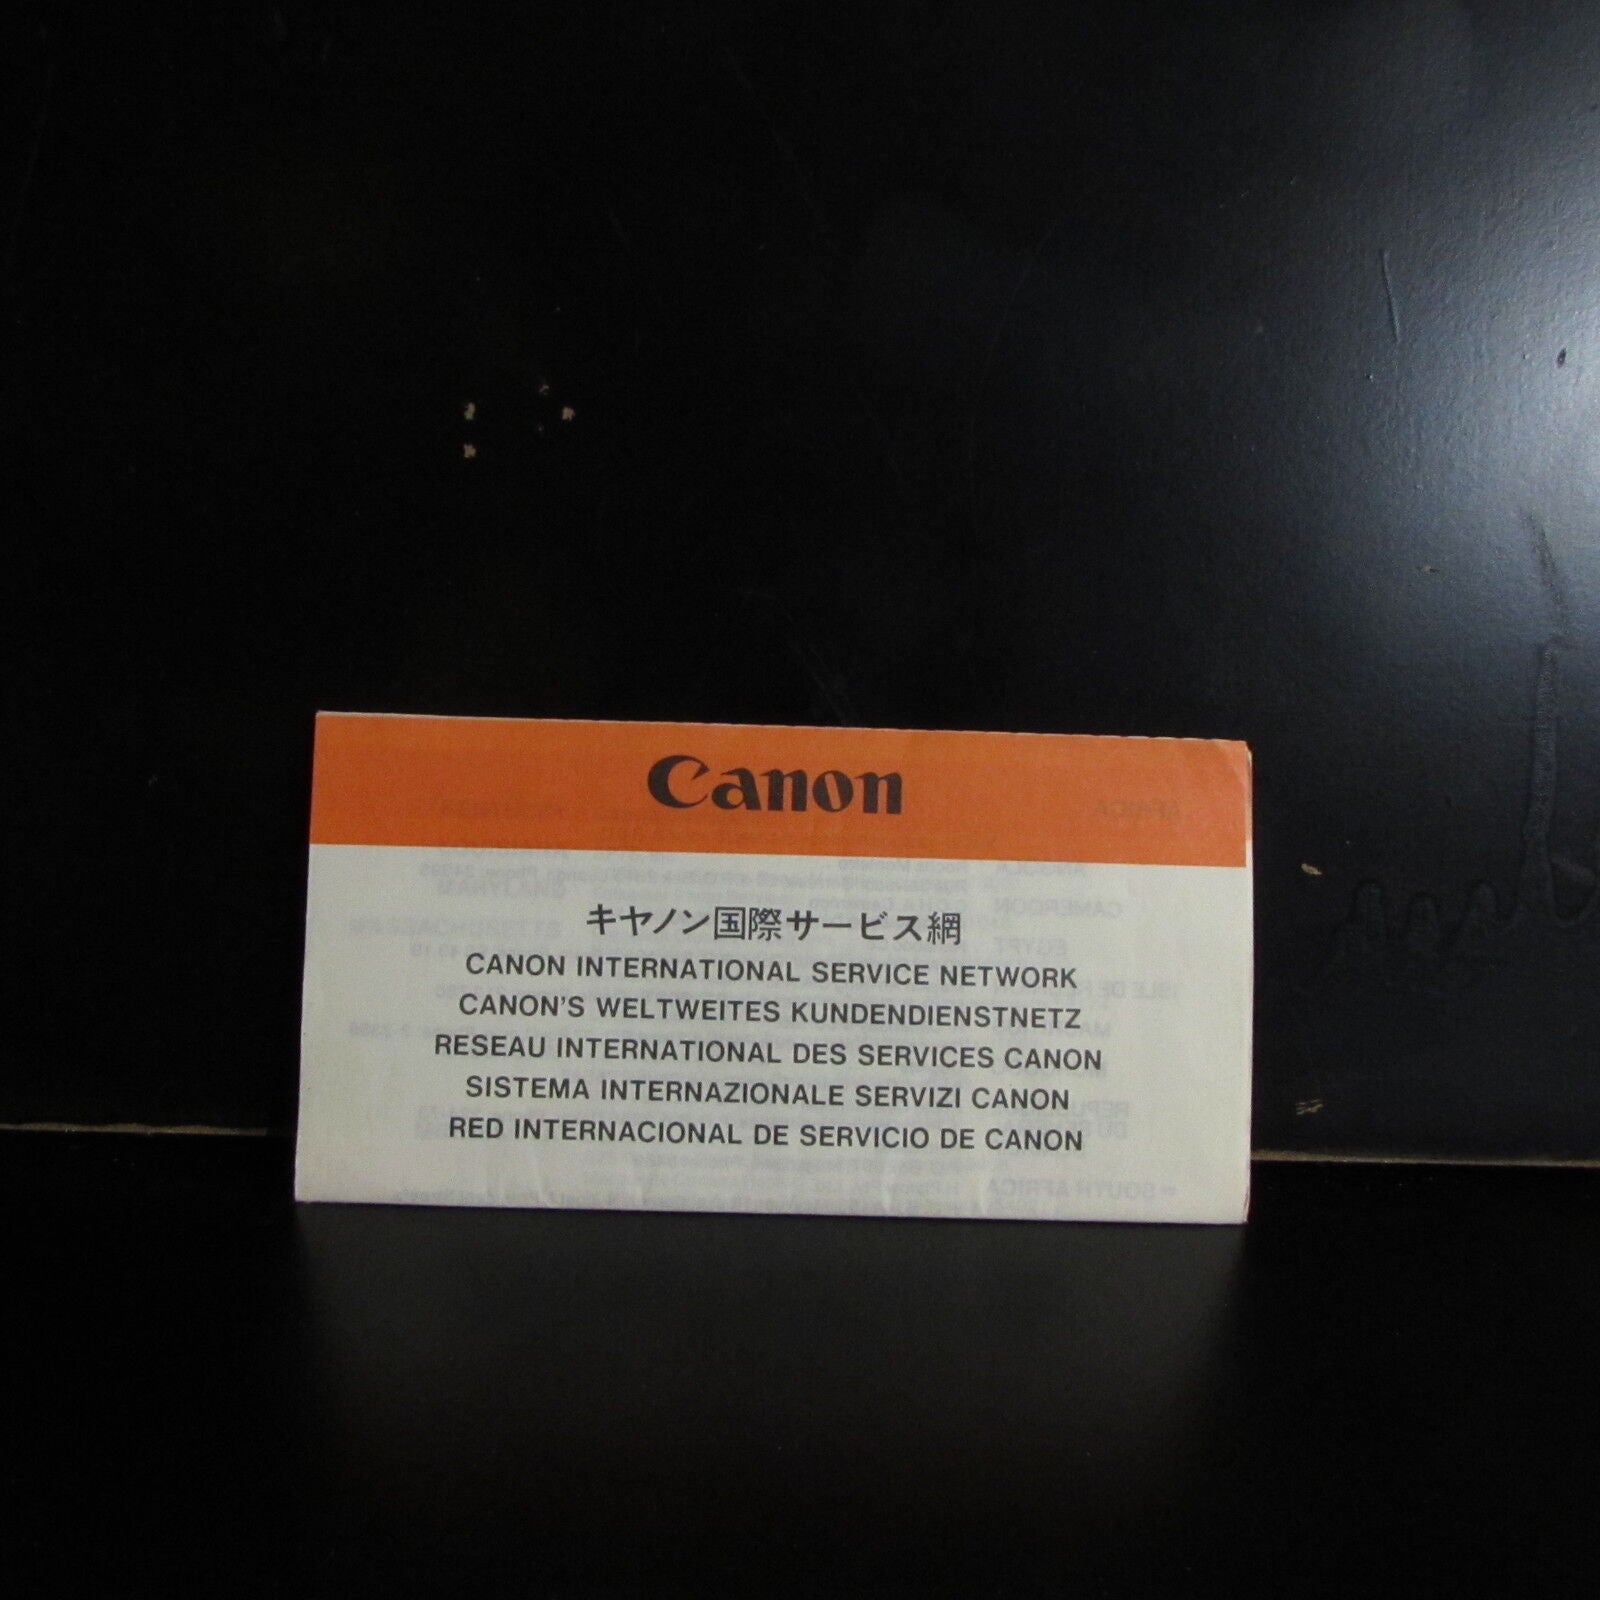 Canon
キヤノン国際サービス網
CANON INTERNATIONAL SERVICE NETWORK
CANON'S WELTWEITES KUNDENDIENSTNETZ
RESEAU INTERNATIONAL DES SERVICES CANON
SISTEMA INTERNAZIONALE SERVIZI CANON
RED INTERNACIONAL DE SERVICIO DE CANON